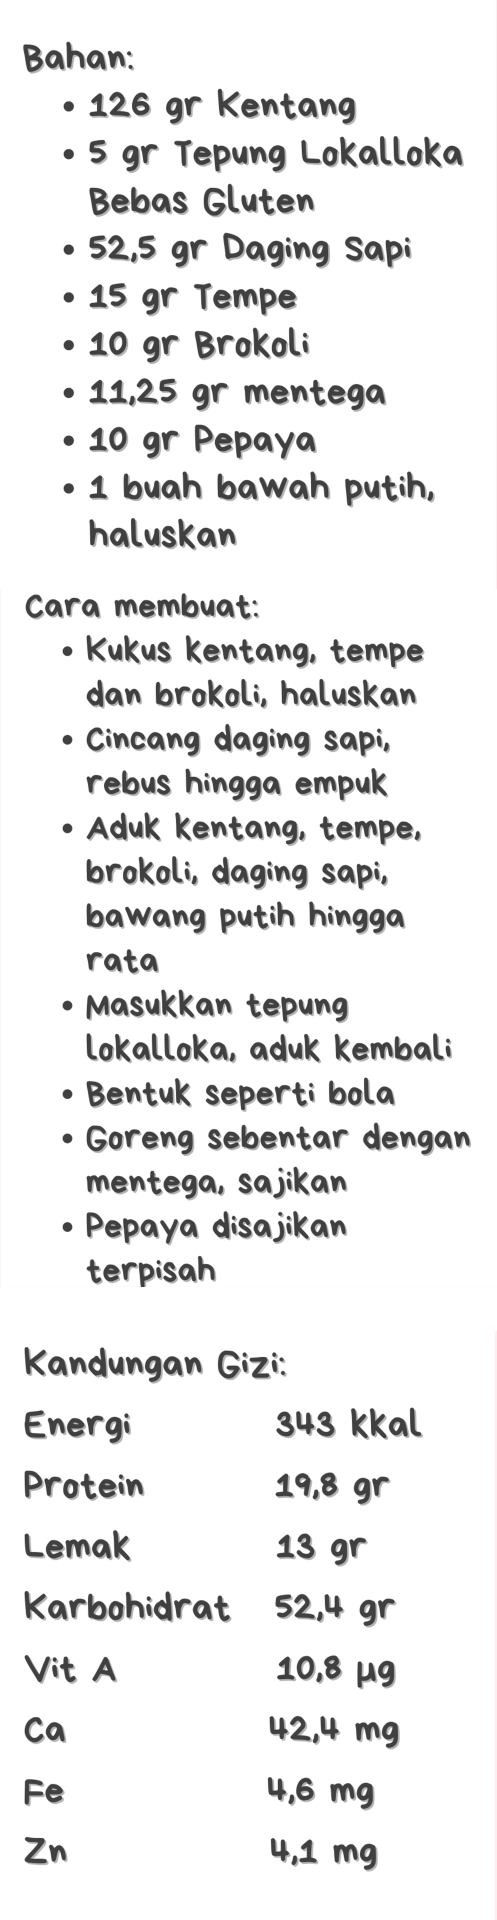 Bahan:
• 126 gr Kentang
• 5 gr Tepung Lokalloka
Bebas Gluten
• 52,5 gr Daging Sapi
• 15 gr Tempe
• 10 gr Brokoli
• 11,25 gr mentega
• 10 gr Pepaya
• 1 buah bawah putih,
haluskan
Cara membuat:
• Kukus kentang, tempe
dan brokoli, haluskan
• Cincang daging sapi,
rebus hingga empuk
• Aduk kentang, tempe,
brokoli, daging sapi,
bawang putih hingga
rata
• Masukkan tepung
lokalloka, aduk kembali
• Bentuk seperti bola
• Goreng sebentar dengan
mentega, sajikan
• Pepaya disajikan
terpisah
Kandungan Gizi:
Energi 343 kkal
Protein 19,8 gr
Lemak 13 gr
Karbohidrat 52,4 gr
Vit A 10,8 µg
Ca 42,4 mg
Fe 4,6 mg
Zn 4,1 mg